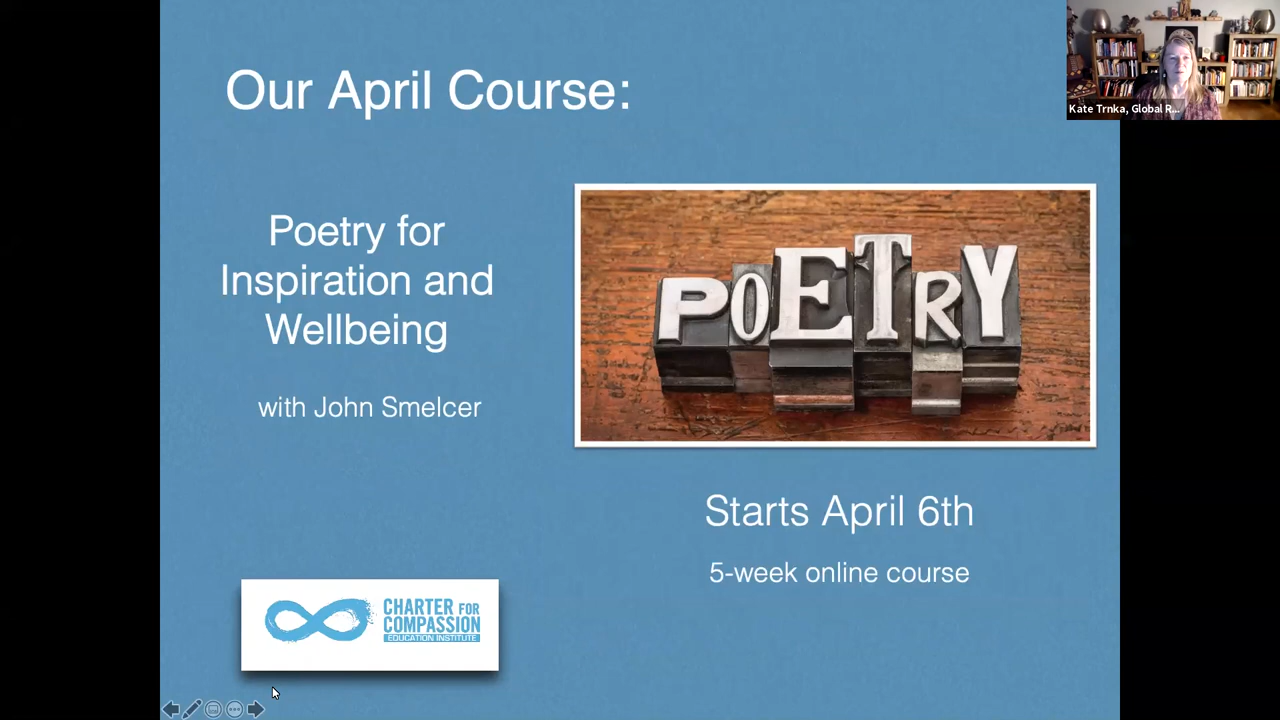 Our April Course:
Kate Trnka, Global R...
Poetry for
Inspiration and
Wellbeing
with John Smelcer
POETRY
Starts April 6th
5-week online course
CHARTER FOR
COMPASSION
EDUCATION INSTITUTE